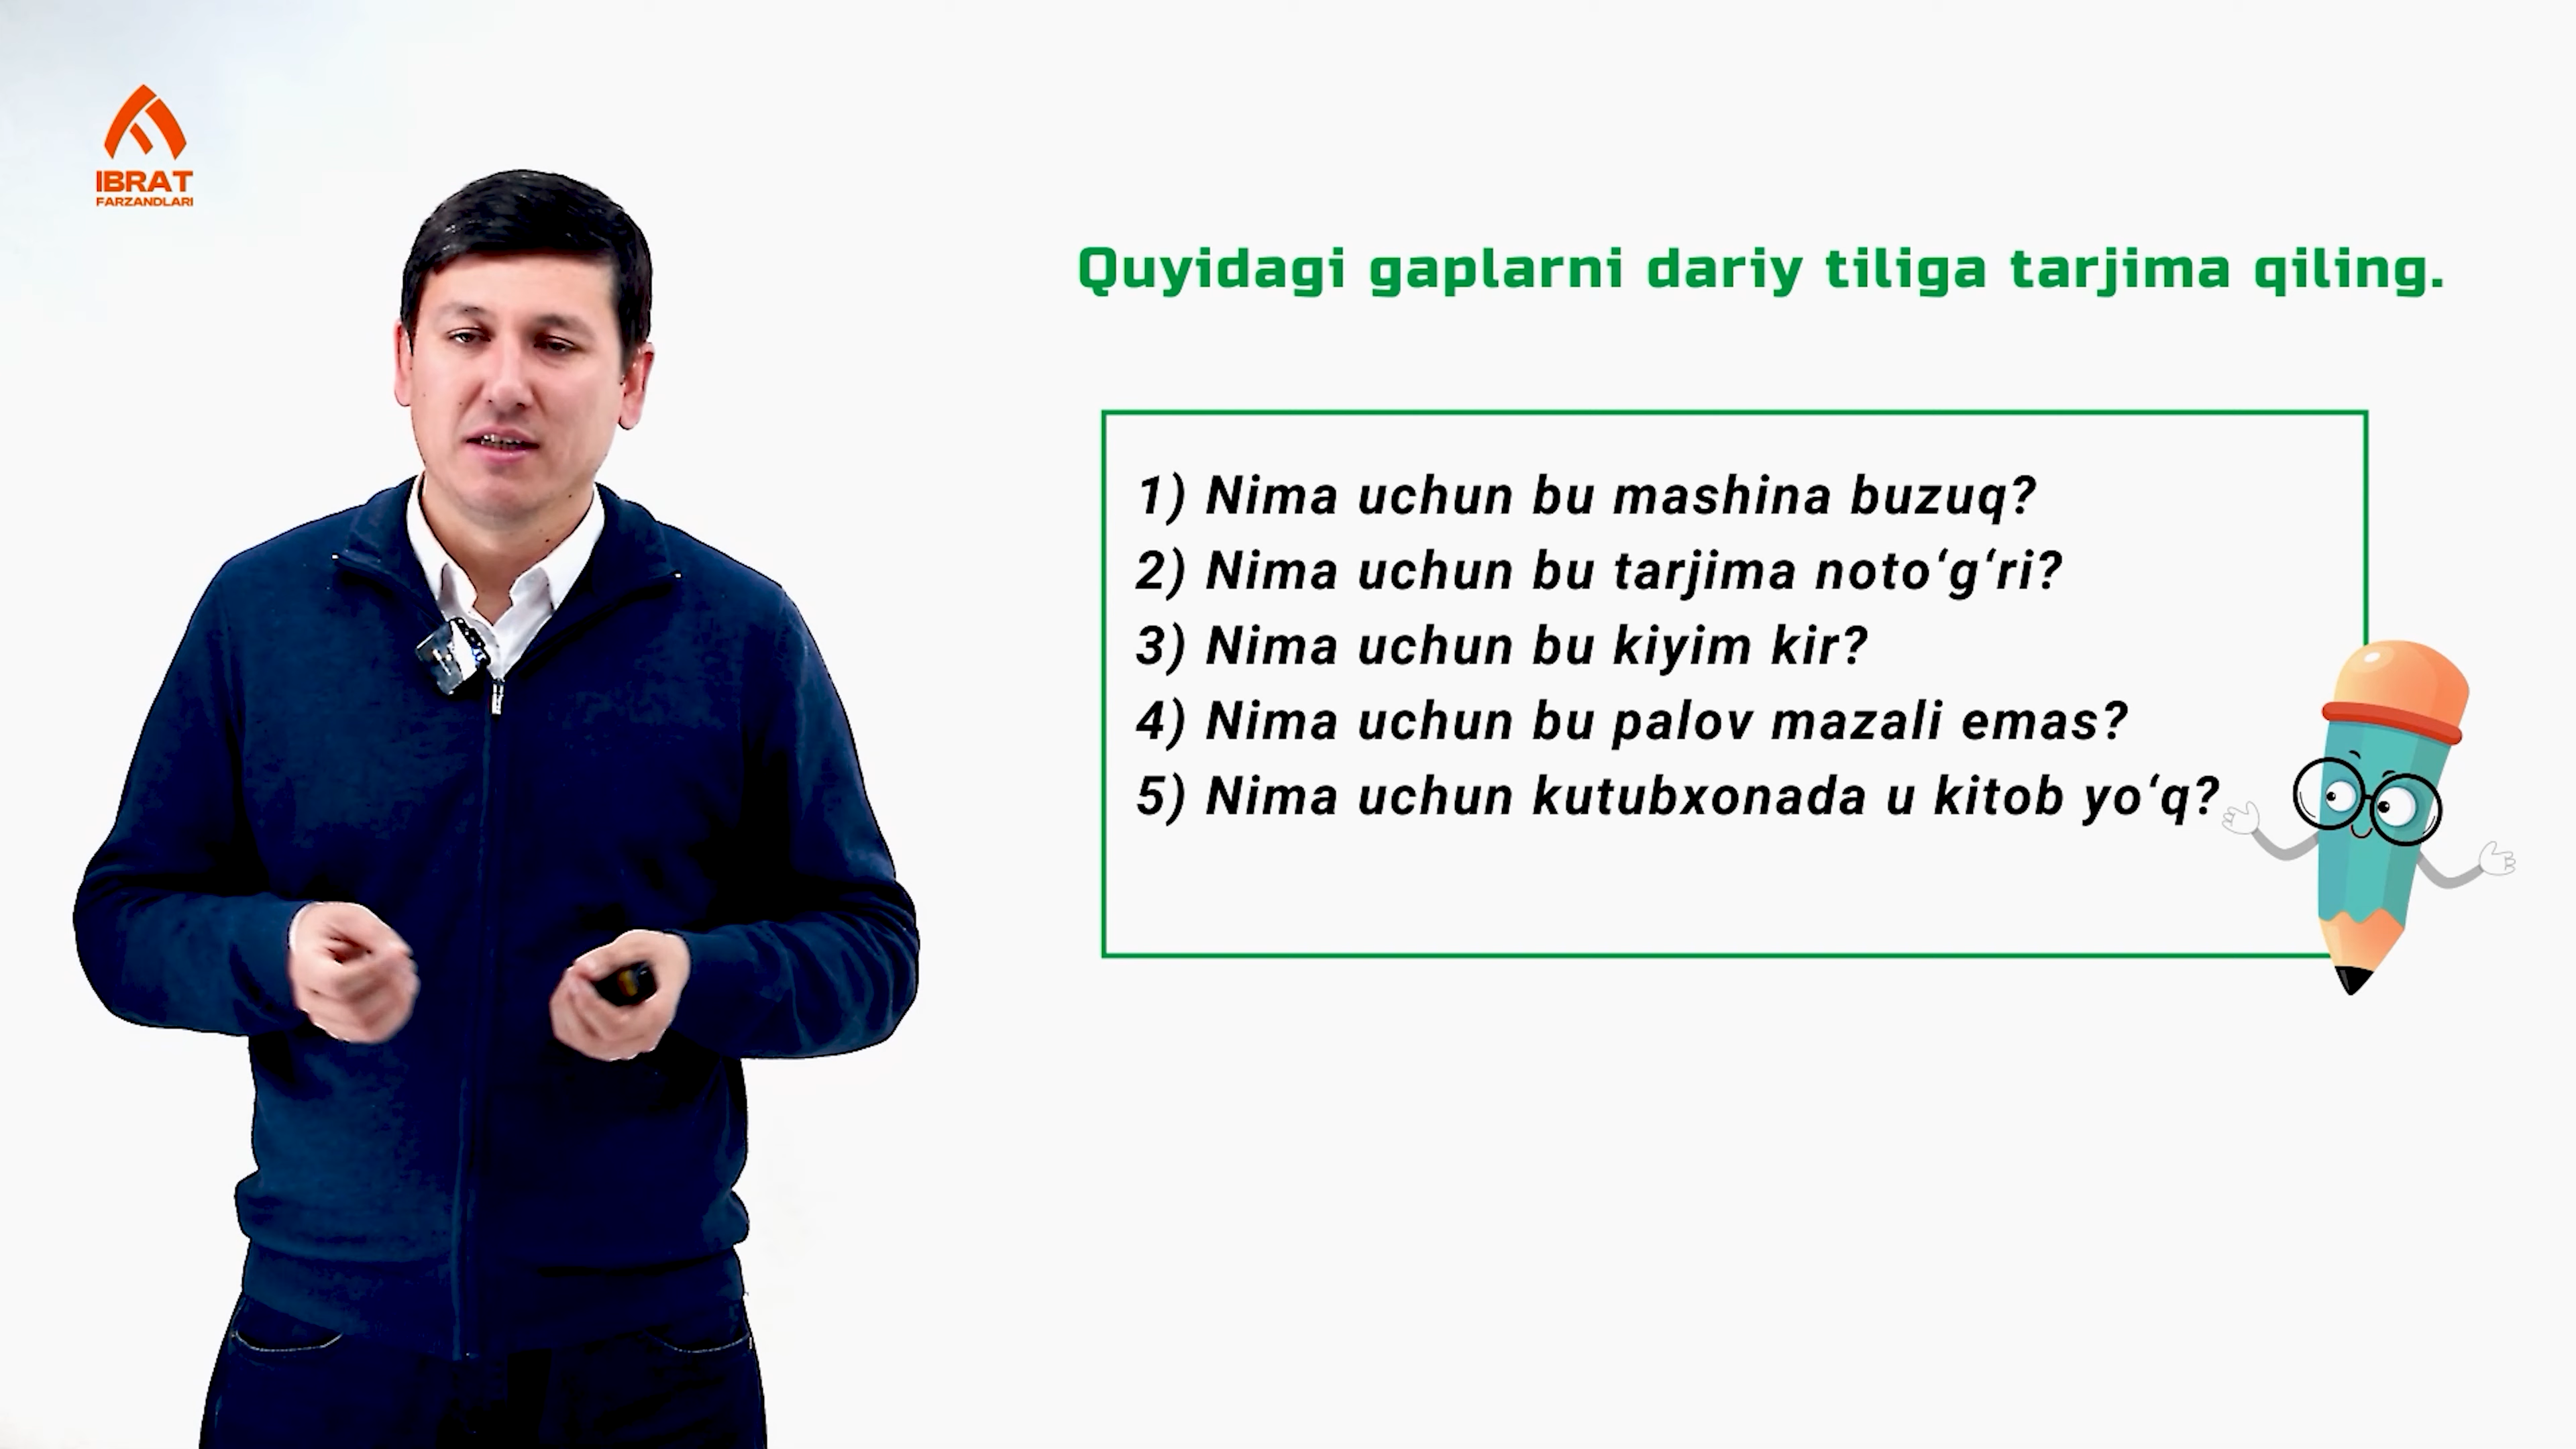 IBRAT
FARZANDLARI
Quyidagi gaplarni dariy tiliga tarjima qiling.
1) Nima uchun bu mashina buzuq?
2) Nima uchun bu tarjima noto‘g‘ri?
3) Nima uchun bu kiyim kir?
4) Nima uchun bu palov mazali emas?
5) Nima uchun kutubxonada u kitob yo‘q?